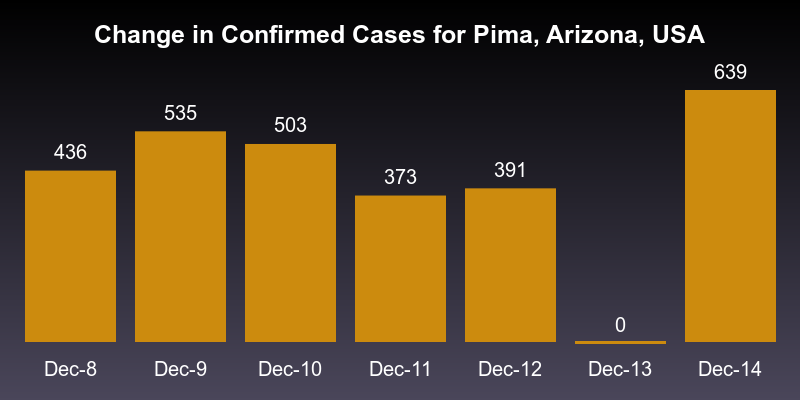 Change in Confirmed Cases for Pima, Arizona, USA
436
535
503
373
391
0
639
Dec-8
Dec-9
Dec-10
Dec-11
Dec-12
Dec-13
Dec-14